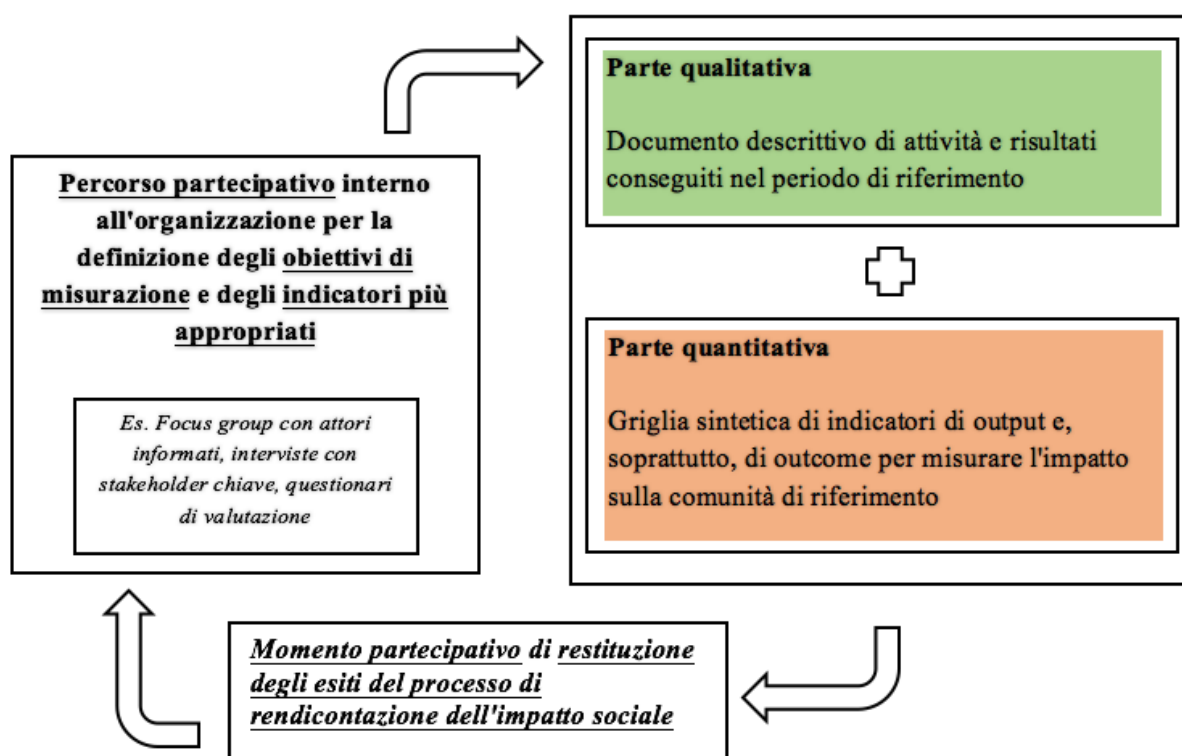 Percorso partecipativo interno
all'organizzazione per la
definizione degli obiettivi di
misurazione e degli indicatori più
appropriati
Es. Focus group con attori
informati, interviste con
stakeholder chiave, questionari
di valutazione
Parte qualitativa
Documento descrittivo di attività e risultati
conseguiti nel periodo di riferimento
Parte quantitativa
Griglia sintetica di indicatori di output e,
soprattutto, di outcome per misurare l'impatto
sulla comunità di riferimento
Momento partecipativo di restituzione
degli esiti del processo di
rendicontazione dell'impatto sociale